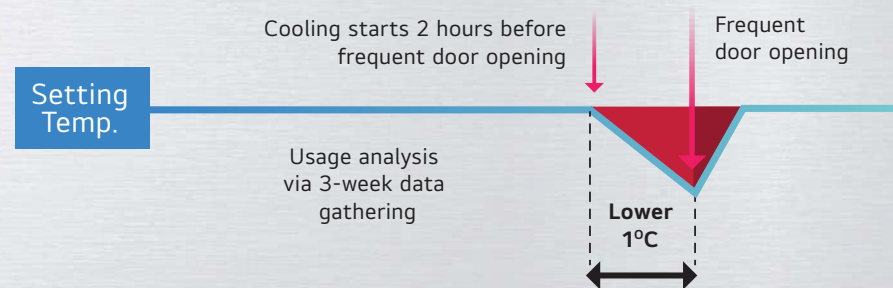 Cooling starts 2 hours before
frequent door opening
Frequent
door opening
Setting
Temp.
Usage analysis
via 3-week data
gathering
Lower
1ºC